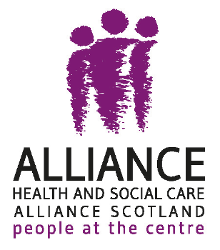 ALLIANCE
HEALTH AND SOCIAL CARE
ALLIANCE SCOTLAND
people at the centre